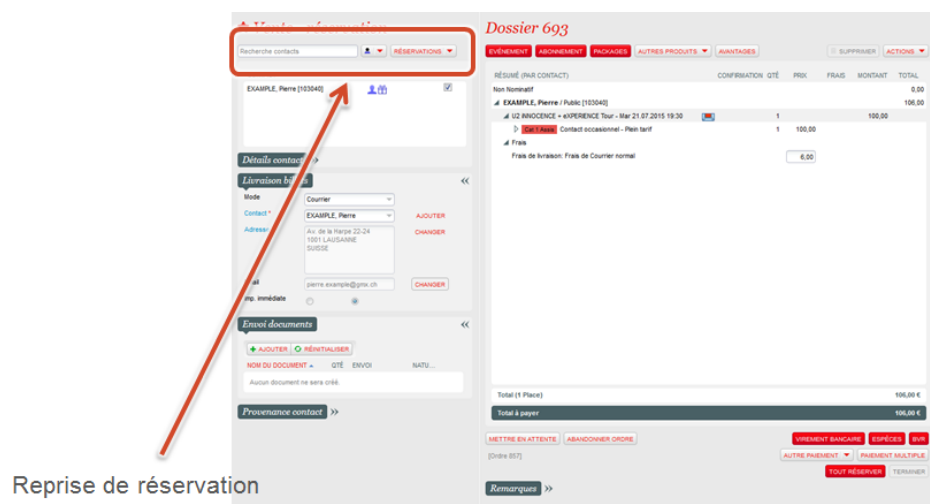 Vente - réservation
Recherche contacts
RÉSERVATIONS
EXAMPLE, Pierre [103040]
Détails contact
Livraison
Mode
Courrier
Contact *
EXAMPLE, Pierre
AJOUTER
Av. de la Harpe 22-24
CHANGER
1001 LAUSANNE
SUISSE
pierre.example@gmx.ch
CHANGER
imp. immédiate
Envoi documents
AJOUTER
RÉINITIALISER
NOM DU DOCUMENT
QTÉ
ENVOI
NATU...
Aucun document ne sera créé.
Provenance contact
Reprise de réservation
Dossier 693
EVÉNEMENT
ABONNEMENT
PACKAGES
AUTRES PRODUITS
AVANTAGES
SUPPRIMER
ACTIONS
RÉSUMÉ (PAR CONTACT)
CONFIRMATION
QTÉ
PRIX
FRAIS
MONTANT
TOTAL
Non Nominatif
0,00
EXAMPLE, Pierre / Public [103040]
106,00
U2 iNNOCENCE + eXPERIENCE Tour - Mar 21.07.2015 19:30
1
100,00
Cat 1 Assis
Contact occasionnel - Plein tarif
1
100,00
Frais
Frais de livraison: Frais de Courrier normal
6,00
Total (1 Place)
106,00 €
Total à payer
106,00 €
METTRE EN ATTENTE
ABANDONNER ORDRE
VIREMENT BANCAIRE
ESPÈCES
BVR
[Ordre 857]
AUTRE PAIEMENT
PAIEMENT MULTIPLE
TOUT RÉSERVER
TERMINER
Remarques